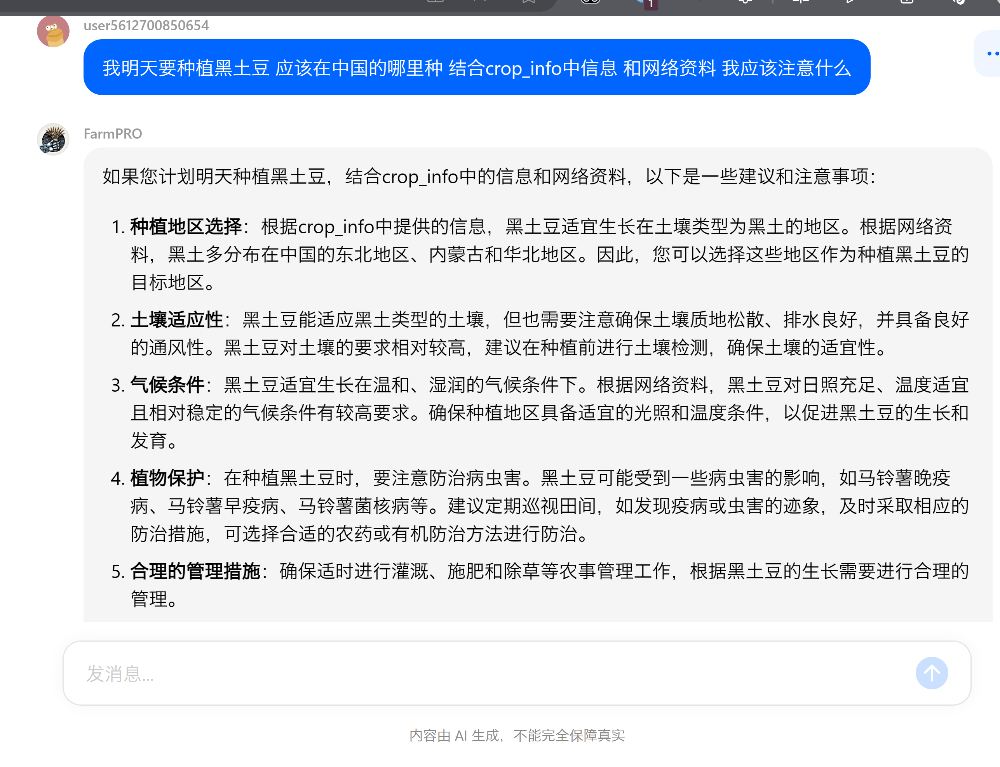 1
user5612700850654
我明天要种植黑土豆 应该在中国的哪里种 结合crop_info中信息 和网络资料 我应该注意什么
FarmPRO
如果您计划明天种植黑土豆，结合crop_info中的信息和网络资料，以下是一些建议和注意事项：
1. 种植地区选择：根据crop_info中提供的信息，黑土豆适宜生长在土壤类型为黑土的地区。根据网络资
料，黑土多分布在中国的东北地区、内蒙古和华北地区。因此，您可以选择这些地区作为种植黑土豆的
目标地区。
2. 土壤适应性：黑土豆能适应黑土类型的土壤，但也需要注意确保土壤质地松散、排水良好，并具备良好
的通风性。黑土豆对土壤的要求相对较高，建议在种植前进行土壤检测，确保土壤的适宜性。
3. 气候条件：黑土豆适宜生长在温和、湿润的气候条件下。根据网络资料，黑土豆对日照充足、温度适宜
且相对稳定的气候条件有较高要求。确保种植地区具备适宜的光照和温度条件，以促进黑土豆的生长和
发育。
4. 植物保护：在种植黑土豆时，要注意防治病虫害。黑土豆可能受到一些病虫害的影响，如马铃薯晚疫
病、马铃薯早疫病、马铃薯菌核病等。建议定期巡视田间，如发现疫病或虫害的迹象，及时采取相应的
防治措施，可选择合适的农药或有机防治方法进行防治。
5. 合理的管理措施：确保适时进行灌溉、施肥和除草等农事管理工作，根据黑土豆的生长需要进行合理的
管理。
发消息...
内容由 AI 生成，不能完全保障真实